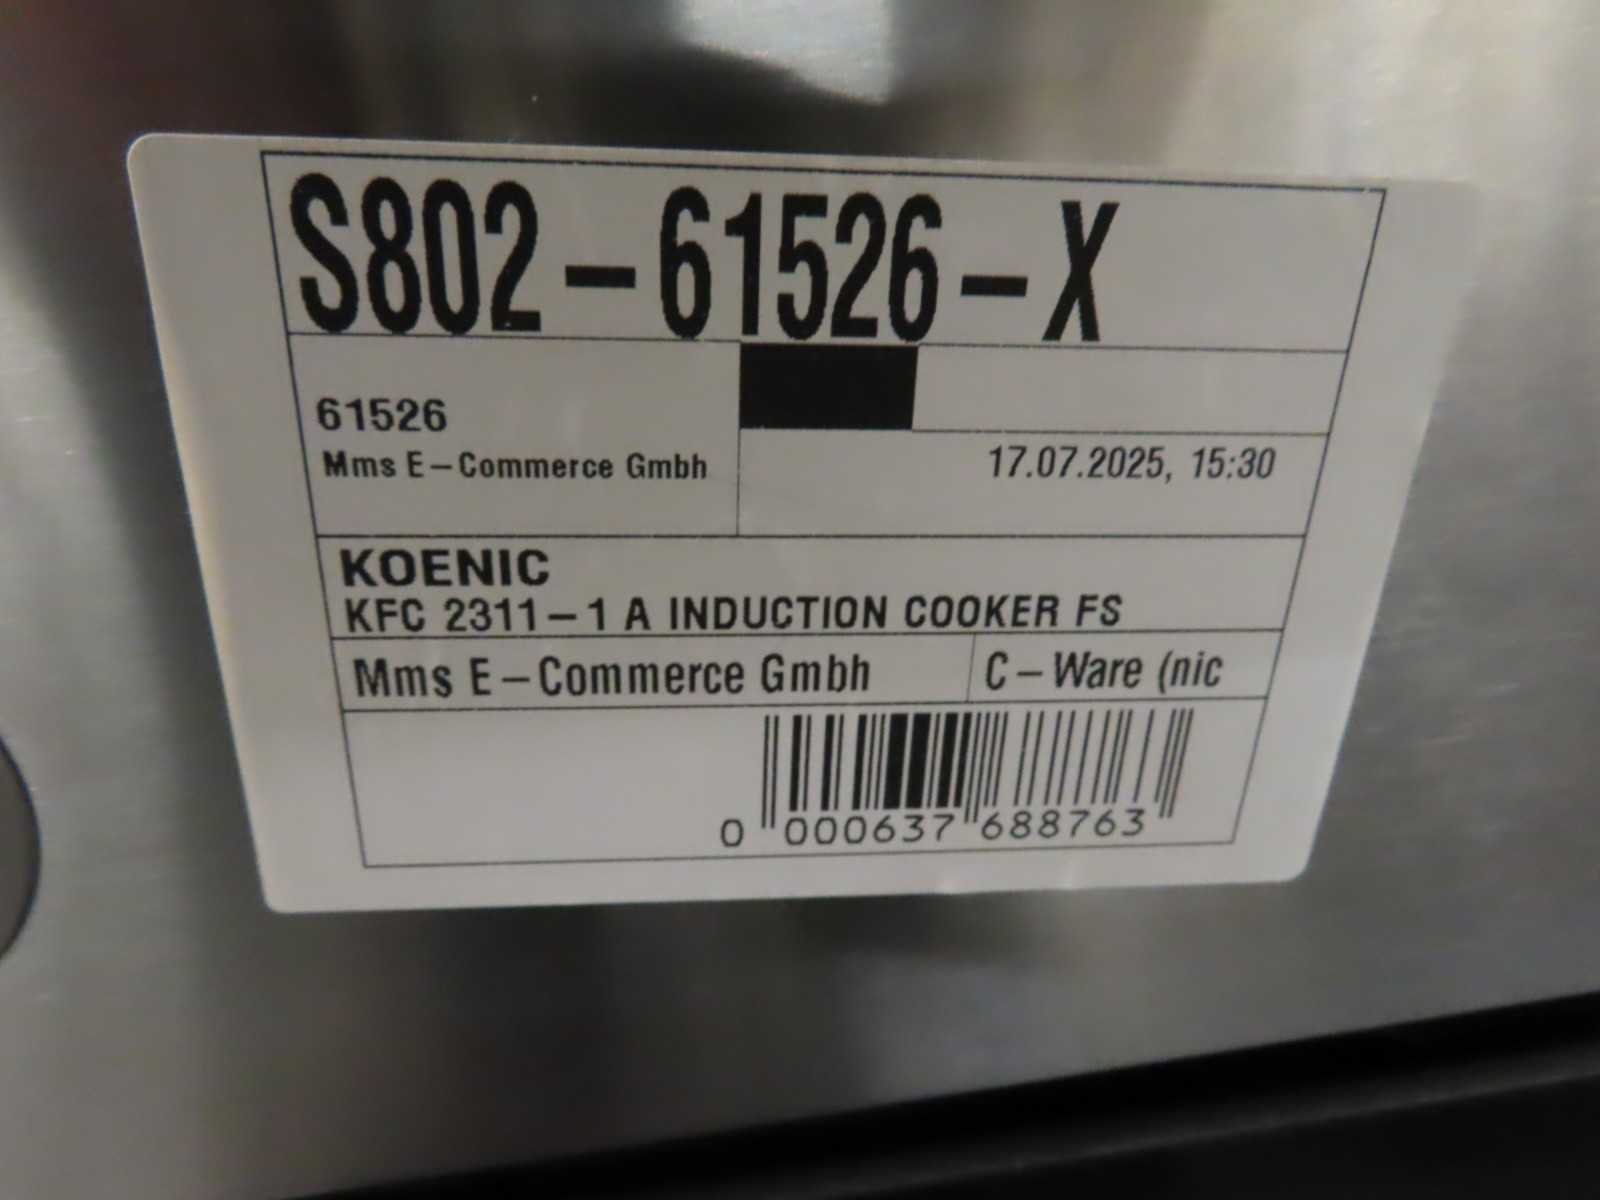 S802-61526-X
61526
Mms E-Commerce Gmbh
17.07.2025, 15:30
KOENIC
KFC 2311-1 A INDUCTION COOKER FS
Mms E-Commerce Gmbh
C-Ware (nic
0 000637 688763